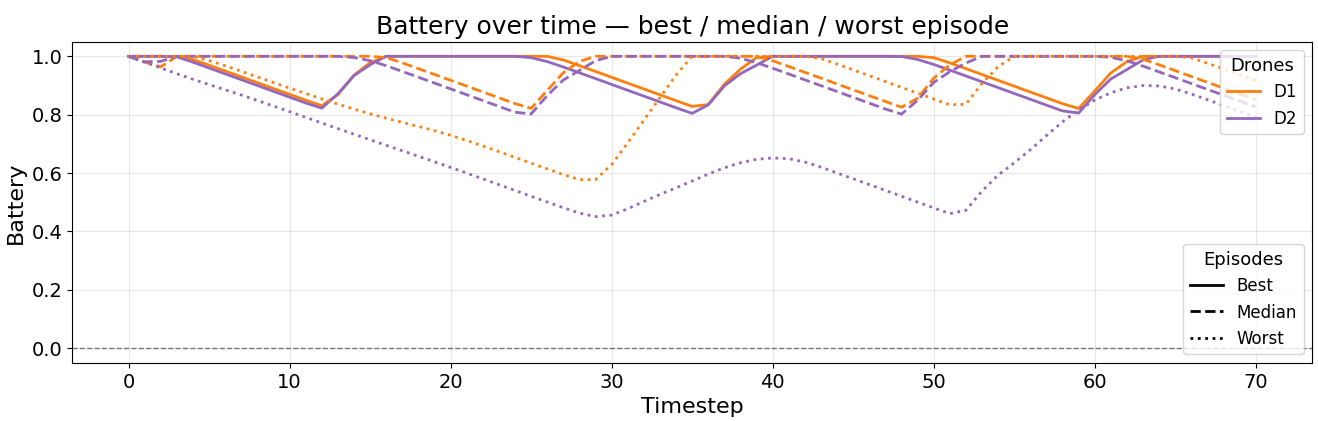 Battery over time — best / median / worst episode
Battery
1.0
0.8
0.6
0.4
0.2
0.0
0
10
20
30
40
50
60
70
Timestep
Drones
D1
D2
Episodes
Best
Median
Worst